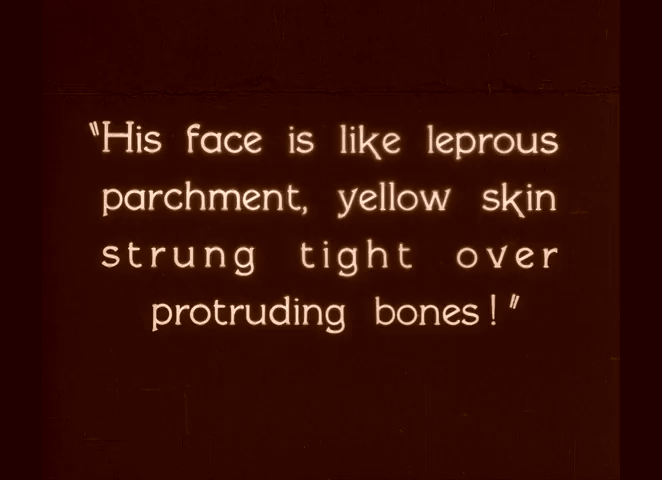 "His face is like leprous
parchment, yellow skin
strung tight over
protruding bones!"